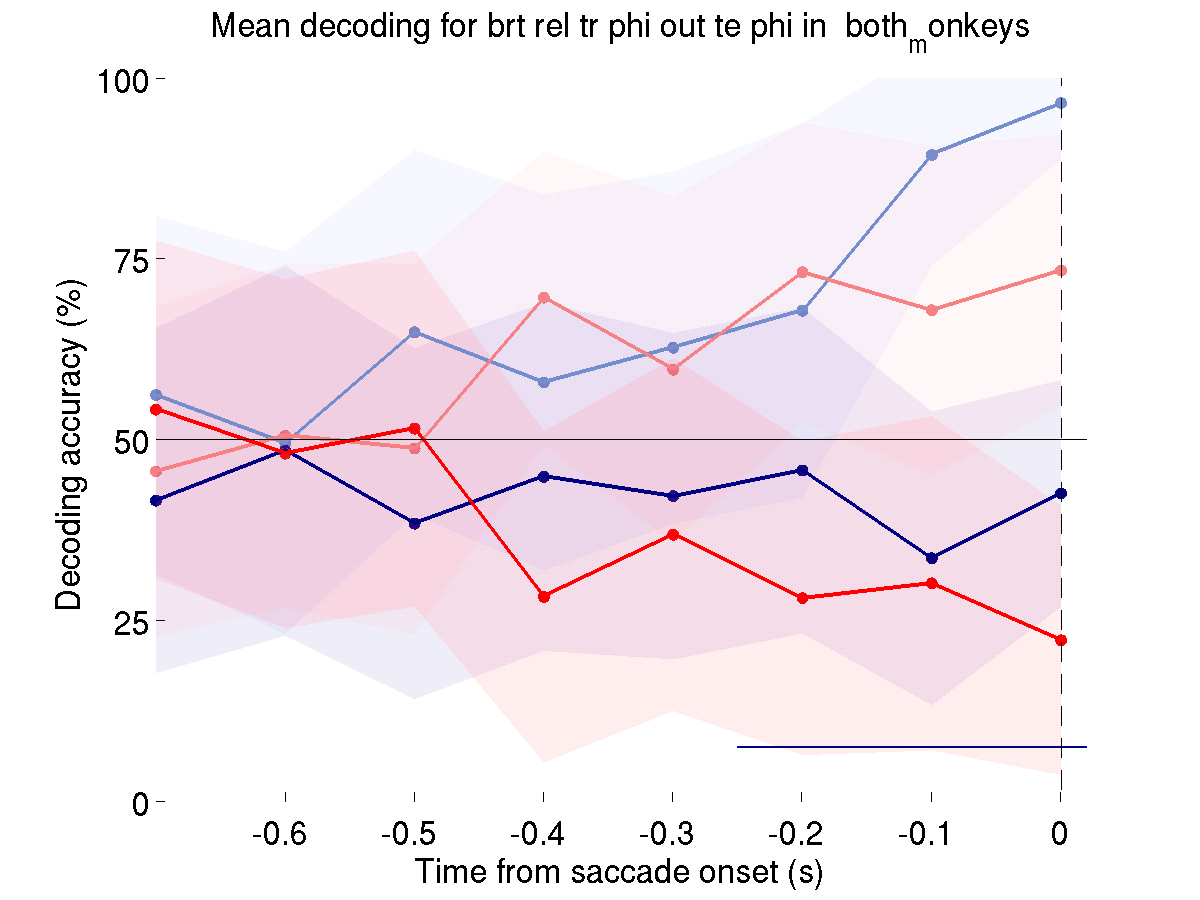 Mean decoding for brt rel tr phi out te phi in bothmonkeys
100
75
50
25
0
Decoding accuracy (%)
-0.6 -0.5 -0.4 -0.3 -0.2 -0.1 0
Time from saccade onset (s)